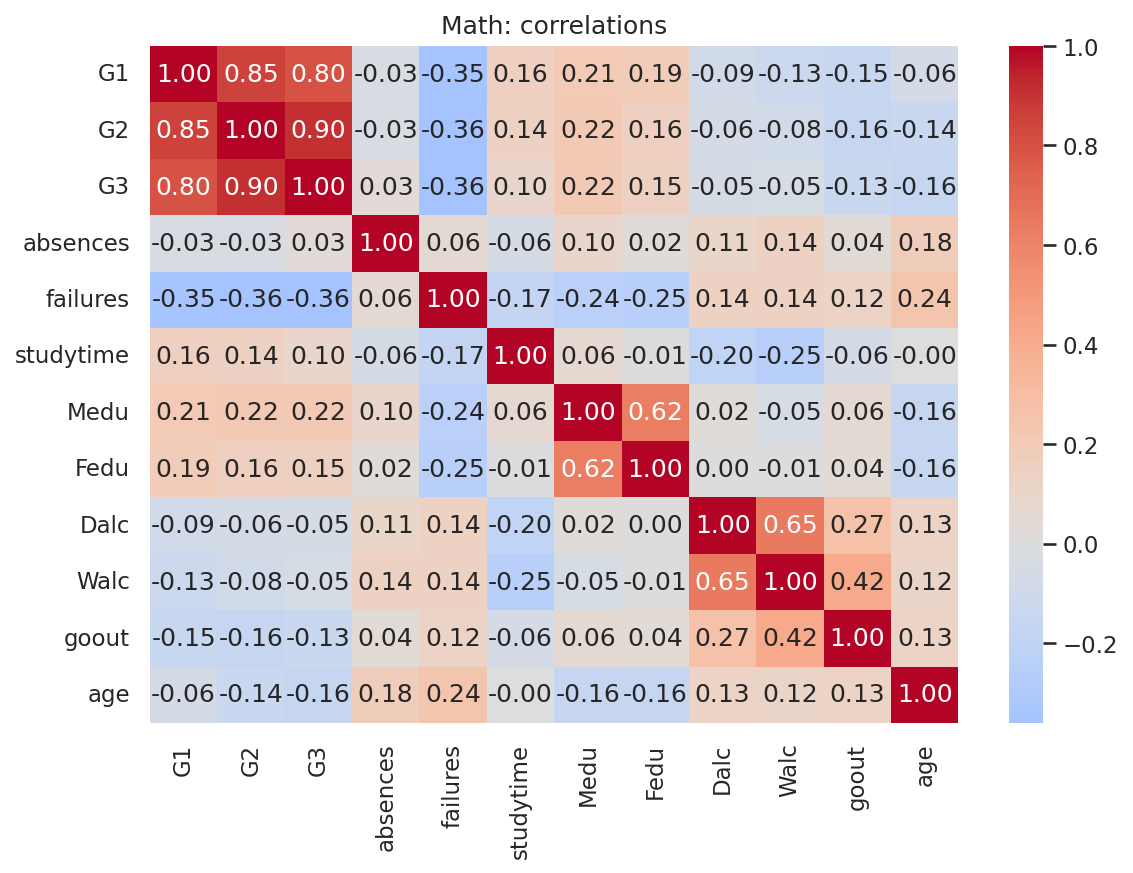 Math: correlations
G1 1.00 0.85 0.80 -0.03 -0.35 0.16 0.21 0.19 -0.09 -0.13 -0.15 -0.06
G2 0.85 1.00 0.90 -0.03 -0.36 0.14 0.22 0.16 -0.06 -0.08 -0.16 -0.14
G3 0.80 0.90 1.00 0.03 -0.36 0.10 0.22 0.15 -0.05 -0.05 -0.13 -0.16
absences -0.03 -0.03 0.03 1.00 0.06 -0.06 0.10 0.02 0.11 0.14 0.04 0.18
failures -0.35 -0.36 -0.36 0.06 1.00 -0.17 -0.24 -0.25 0.14 0.14 0.12 0.24
studytime 0.16 0.14 0.10 -0.06 -0.17 1.00 0.06 -0.01 -0.20 -0.25 -0.06 -0.00
Medu 0.21 0.22 0.22 0.10 -0.24 0.06 1.00 0.62 0.02 -0.05 0.06 -0.16
Fedu 0.19 0.16 0.15 0.02 -0.25 -0.01 0.62 1.00 0.00 -0.01 0.04 -0.16
Dalc -0.09 -0.06 -0.05 0.11 0.14 -0.20 0.02 0.00 1.00 0.65 0.27 0.13
Walc -0.13 -0.08 -0.05 0.14 0.14 -0.25 -0.05 -0.01 0.65 1.00 0.42 0.12
goout -0.15 -0.16 -0.13 0.04 0.12 -0.06 0.06 0.04 0.27 0.42 1.00 0.13
age -0.06 -0.14 -0.16 0.18 0.24 -0.00 -0.16 -0.16 0.13 0.12 0.13 1.00
G1 G2 G3 absences failures studytime Medu Fedu Dalc Walc goout age
1.0
0.8
0.6
0.4
0.2
0.0
−0.2